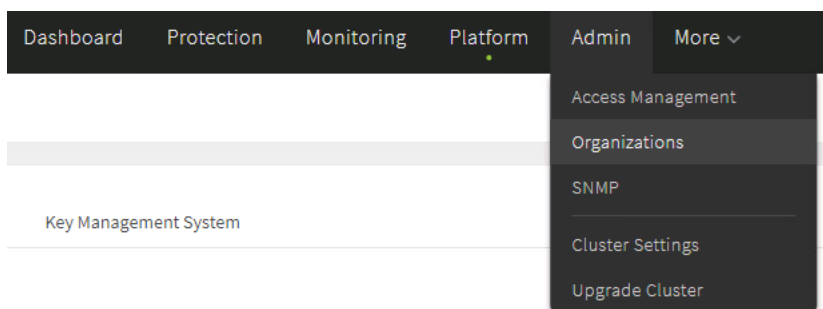 Dashboard Protection Monitoring Platform Admin More
Access Management
Organizations
SNMP
Key Management System
Cluster Settings
Upgrade Cluster